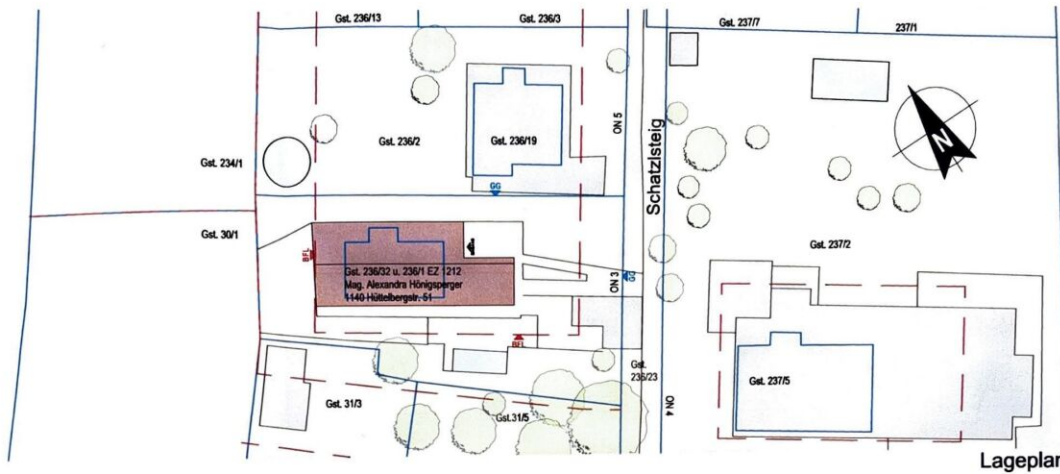 Gst. 236/13
Gst. 236/3
Gst. 237/7
237/1
Gst. 236/2
Gst. 236/19
ON 5
Schatzlsteig
N
Gst. 234/1
GG
Gst. 30/1
BFL
Gst. 236/32 u. 236/1 EZ 1212
Mag. Alexandra Hönigsperger
1140 Hüttelbergstr. 51
ON 3
GG
Gst. 237/2
BFL
Gst. 236/23
Gst. 237/5
Gst. 31/3
Gst.31/5
ON 4
Lageplan